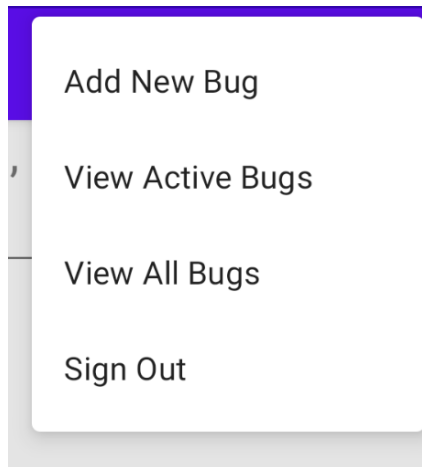 Add New Bug
,
View Active Bugs
View All Bugs
Sign Out